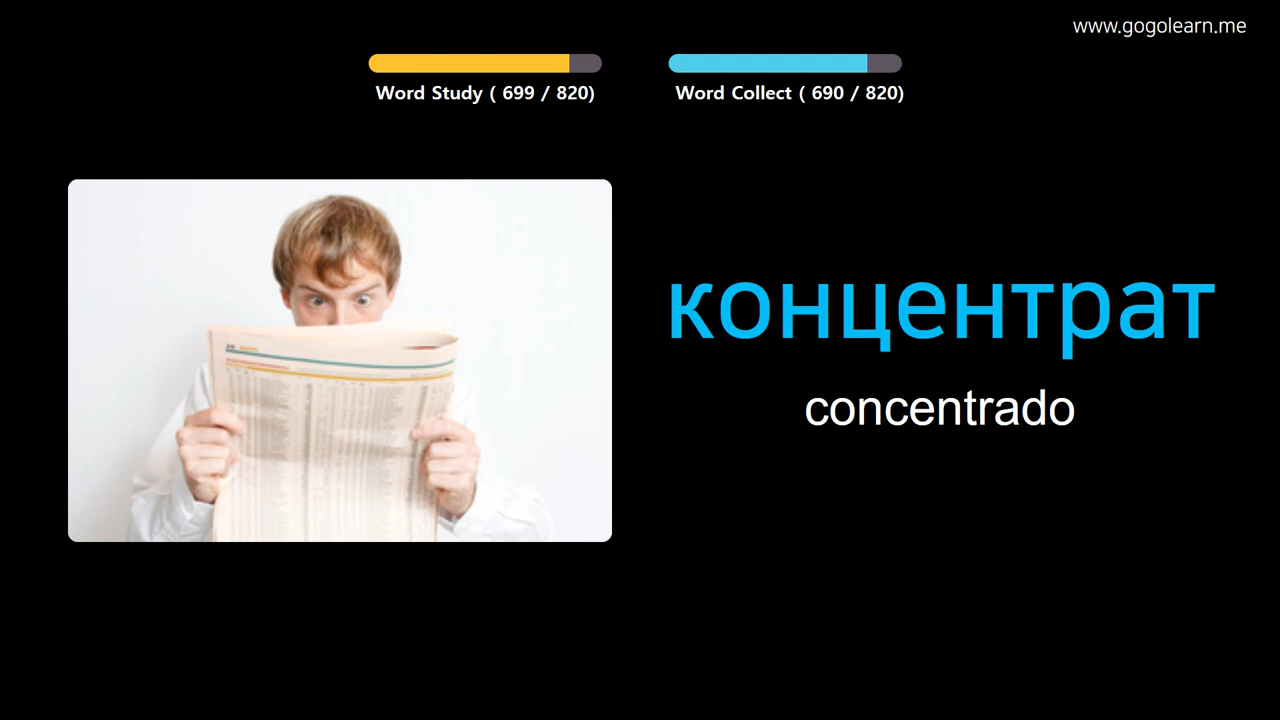 www.gogolearn.me
Word Study ( 699 / 820)
Word Collect ( 690 / 820)
концентрат
concentrado